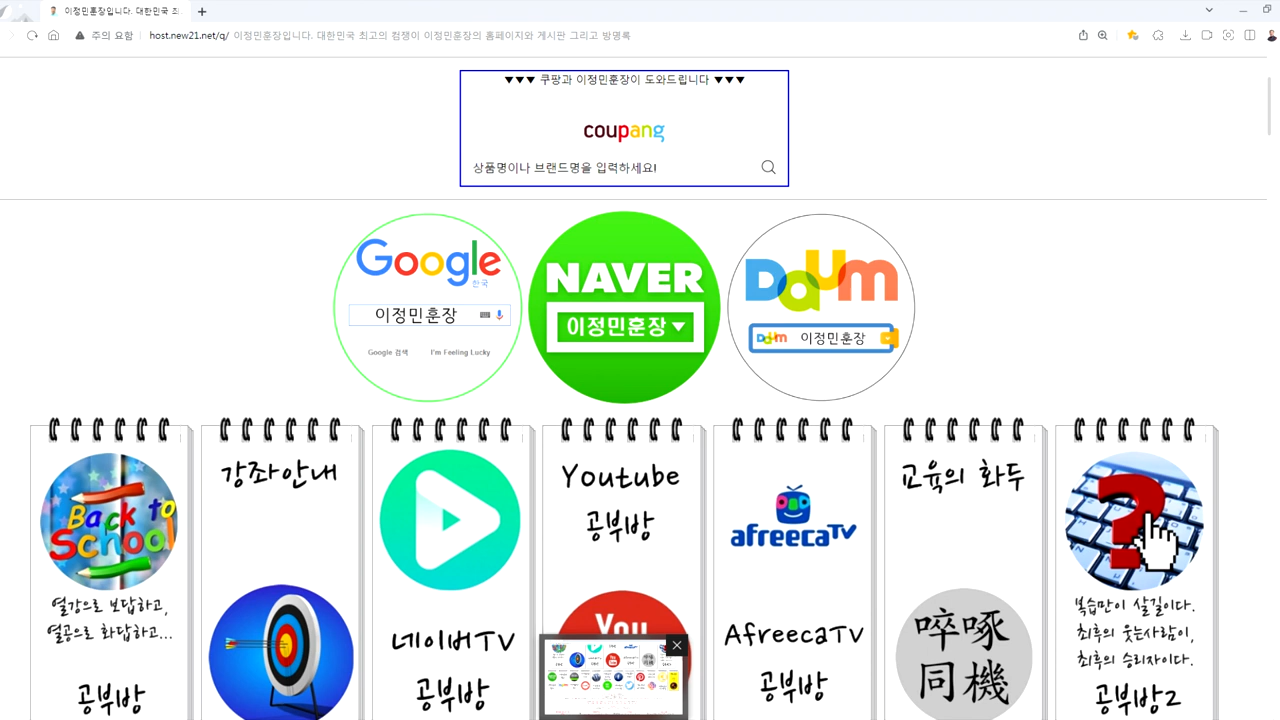 이정민훈장입니다. 대한민국 최
주의 요함 host.new21.net/q/ 이정민훈장입니다. 대한민국 최고의 컴쟁이 이정민훈장의 홈페이지와 게시판 그리고 방명록
▼▼▼ 쿠팡과 이정민훈장이 도와드립니다 ▼▼▼
coupang
상품명이나 브랜드명을 입력하세요!
Google
한국
이정민훈장
Google 검색 I'm Feeling Lucky
NAVER
이정민훈장▼
Daum
Daum 이정민훈장
Back to School
열강으로 보답하고,
열공으로 화답하고...
공부방
강좌안내
네이버TV
공부방
Youtube
공부방
You
afreecaTV
AfreecaTV
공부방
교육의 화두
啐啄
同機
?
복습만이 살길이다.
최후의 웃는사람이,
최후의 승리자이다.
공부방2